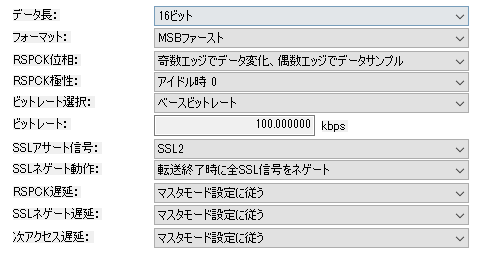 データ長: 16ビット
フォーマット: MSBファースト
RSPCK位相: 奇数エッジでデータ変化、偶数エッジでデータサンプル
RSPCK極性: アイドル時 0
ビットレート選択: ベースビットレート
ビットレート: 100.000000 kbps
SSLアサート信号: SSL2
SSLネゲート動作: 転送終了時に全SSL信号をネゲート
RSPCK遅延: マスタモード設定に従う
SSLネゲート遅延: マスタモード設定に従う
次アクセス遅延: マスタモード設定に従う